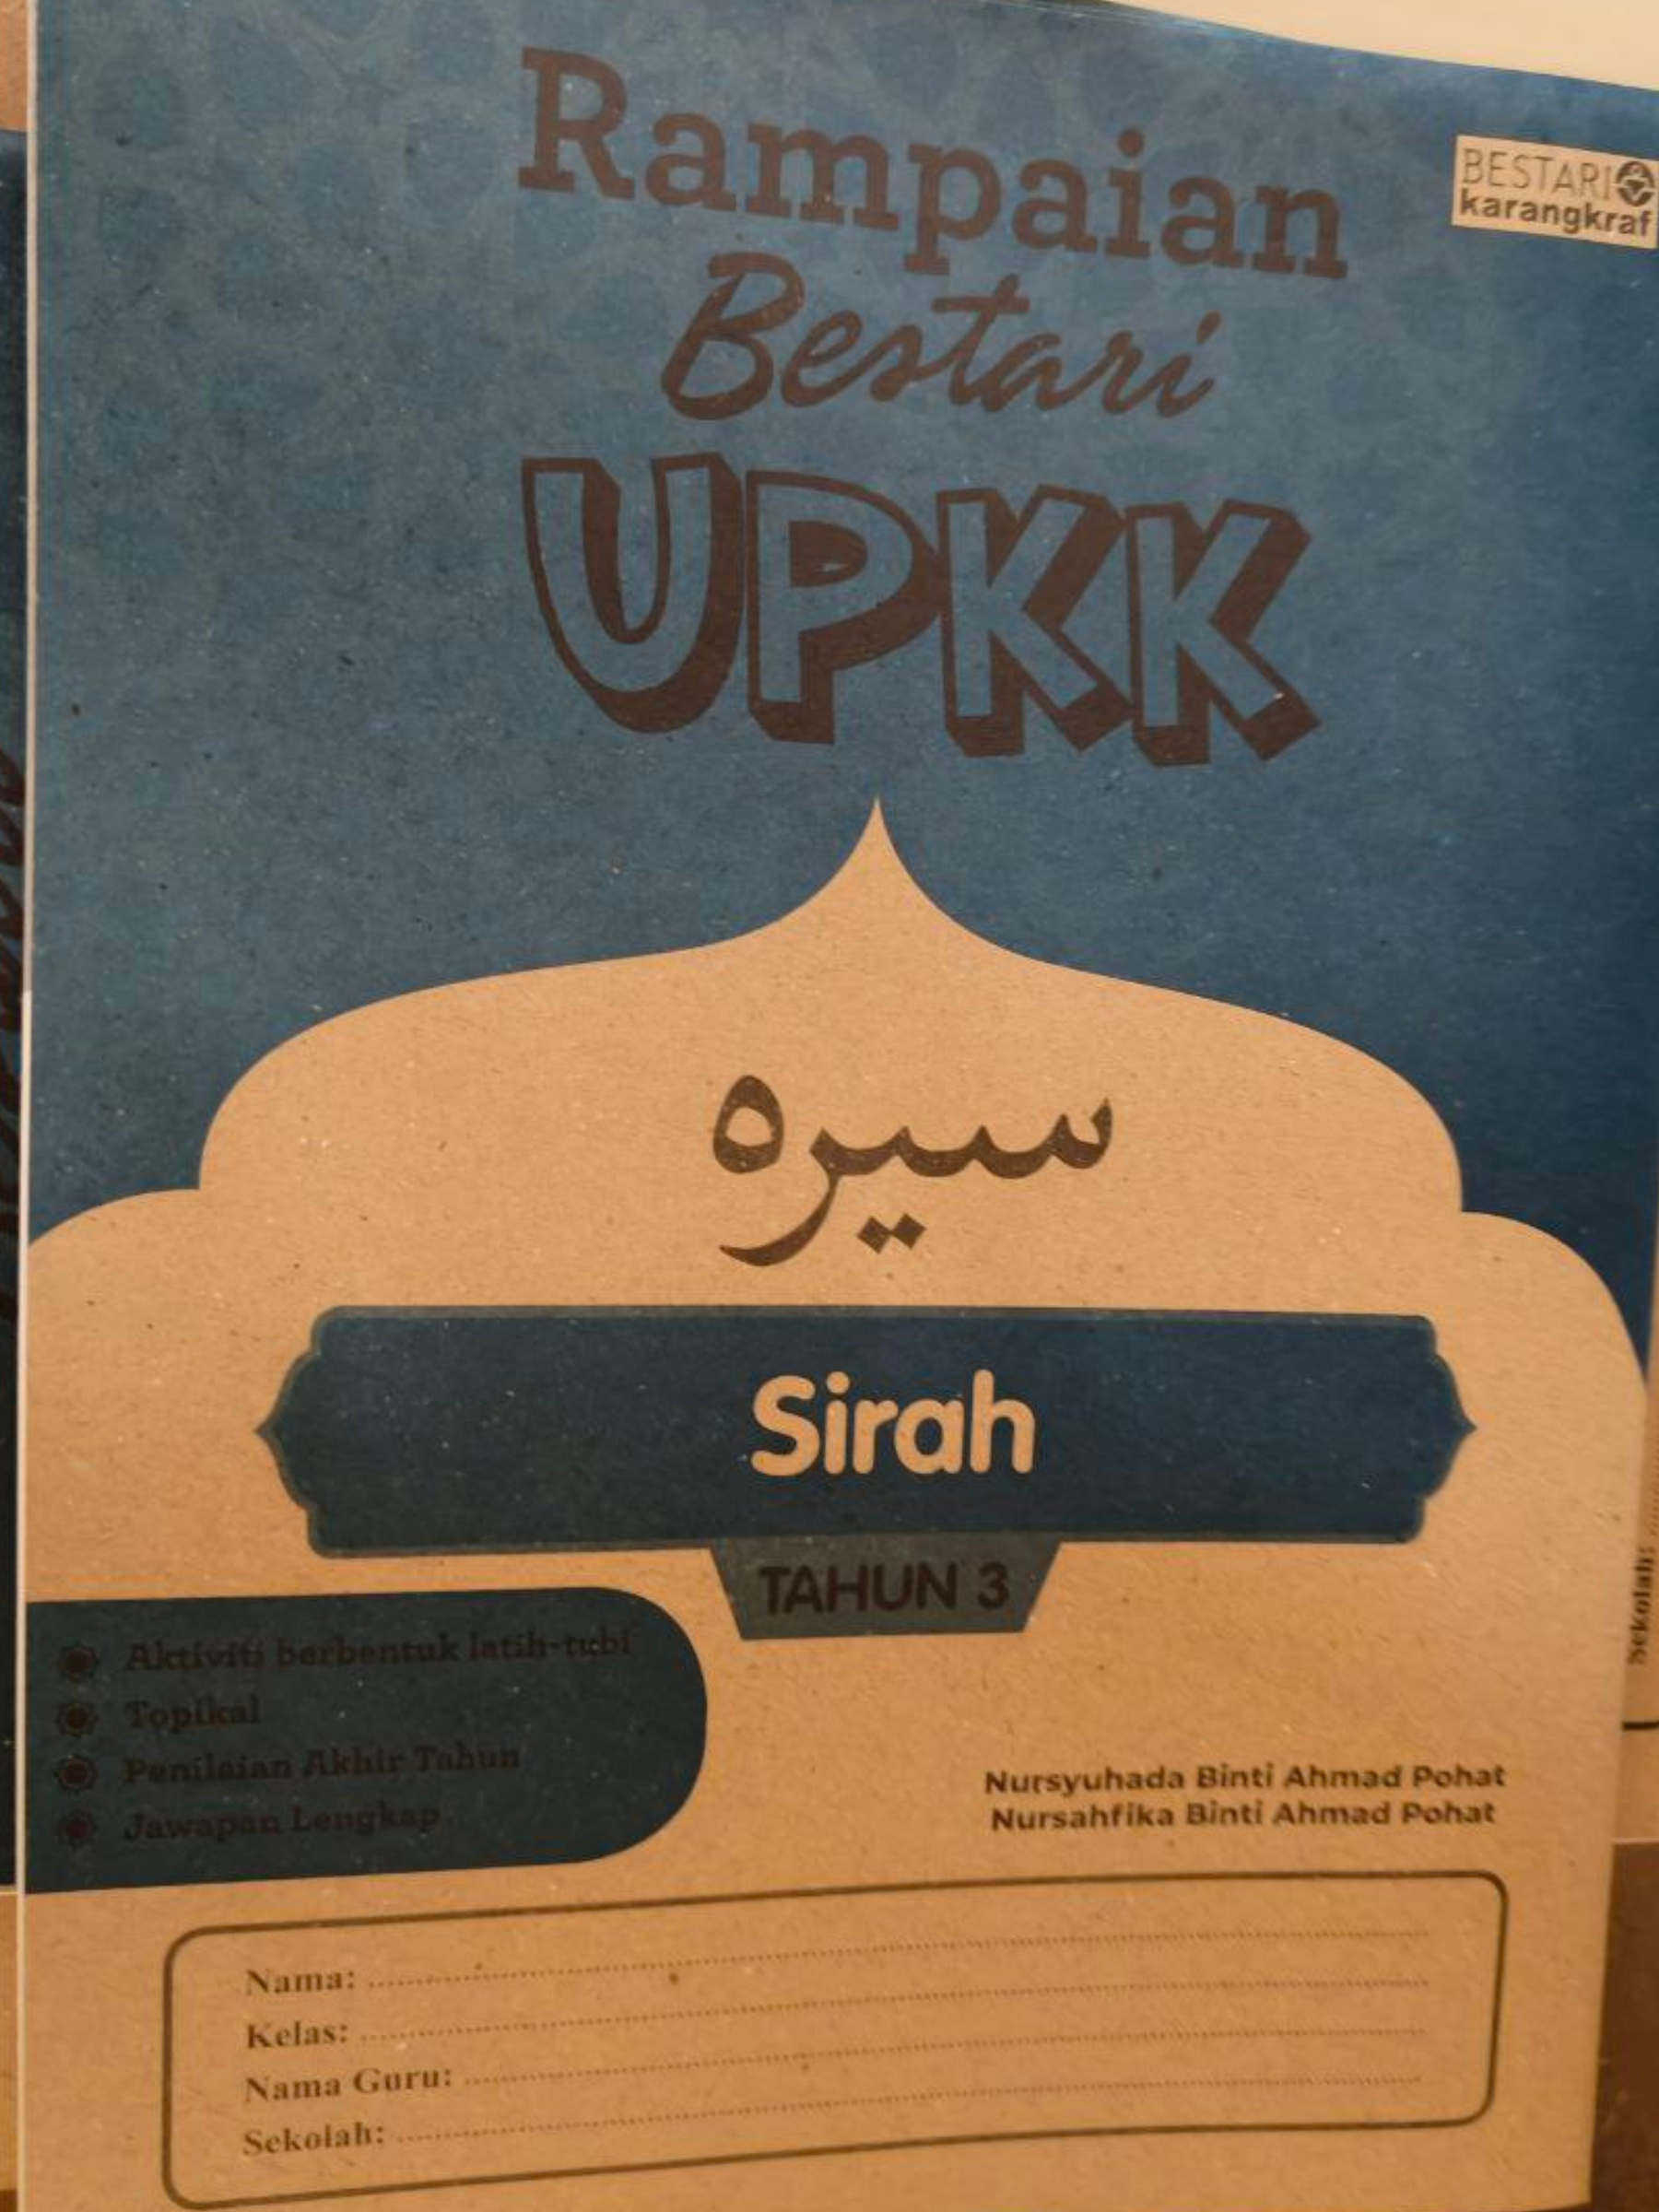 Rampaian
BESTARI
karangkraf
Bestari
UPKK
سيره
Sirah
TAHUN 3
Aktiviti berbentuk latih-tubi
Topikal
Penilaian Akhir Tahun
Jawapan Lengkap
Nursyuhada Binti Ahmad Pohat
Nursahfika Binti Ahmad Pohat
Nama:
Kelas:
Nama Guru:
Sekolah:
Sekolah: